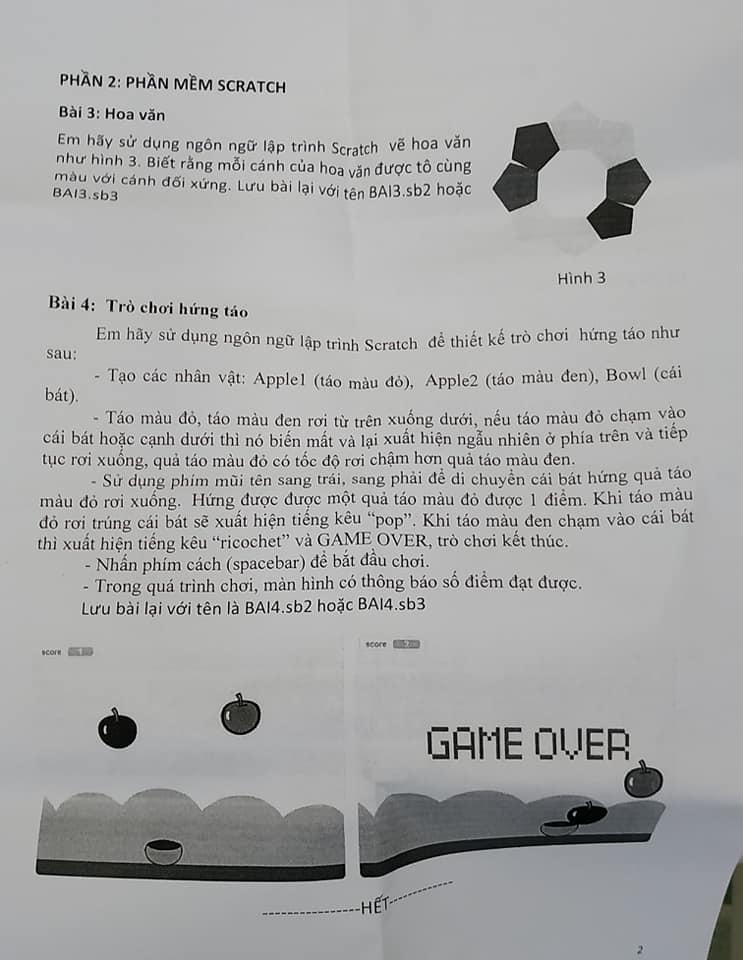 PHẦN 2: PHẦN MỀM SCRATCH
Bài 3: Hoa văn
Em hãy sử dụng ngôn ngữ lập trình Scratch vẽ hoa văn
như hình 3. Biết rằng mỗi cánh của hoa văn được tô cùng
màu với cánh đối xứng. Lưu bài lại với tên BAI3.sb2 hoặc
BAI3.sb3
Hình 3
Bài 4: Trò chơi hứng táo
Em hãy sử dụng ngôn ngữ lập trình Scratch để thiết kế trò chơi hứng táo như
sau:
- Tạo các nhân vật: Apple1 (táo màu đỏ), Apple2 (táo màu đen), Bowl (cái
bát).
- Táo màu đỏ, táo màu đen rơi từ trên xuống dưới, nếu táo màu đỏ chạm vào
cái bát hoặc cạnh dưới thì nó biến mất và lại xuất hiện ngẫu nhiên ở phía trên và tiếp
tục rơi xuống, quả táo màu đỏ có tốc độ rơi chậm hơn quả táo màu đen.
- Sử dụng phím mũi tên sang trái, sang phải để di chuyển cái bát hứng quả táo
màu đỏ rơi xuống. Hứng được được một quả táo màu đỏ được 1 điểm. Khi táo màu
đỏ rơi trúng cái bát sẽ xuất hiện tiếng kêu “pop”. Khi táo màu đen chạm vào cái bát
thì xuất hiện tiếng kêu “ricochet” và GAME OVER, trò chơi kết thúc.
- Nhấn phím cách (spacebar) để bắt đầu chơi.
- Trong quá trình chơi, màn hình có thông báo số điểm đạt được.
Lưu bài lại với tên là BAI4.sb2 hoặc BAI4.sb3
score 1
score 2
GAME OVER
----------------HẾT-----------
2